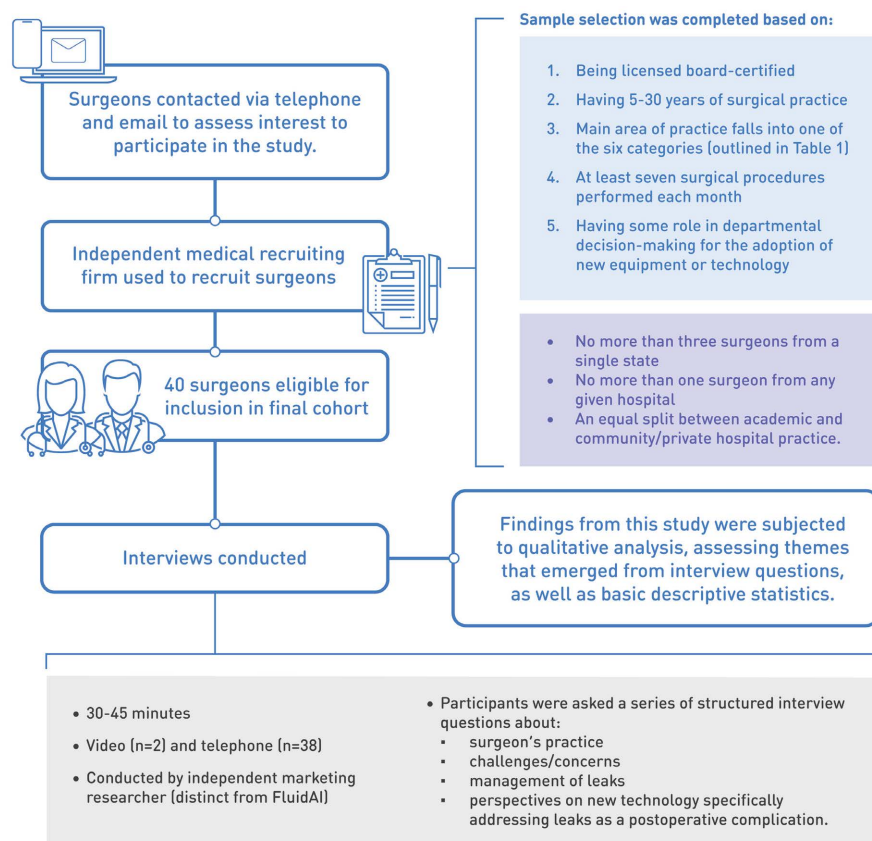 Surgeons contacted via telephone
and email to assess interest to
participate in the study.
Independent medical recruiting
firm used to recruit surgeons
40 surgeons eligible for
inclusion in final cohort
Sample selection was completed based on:
1. Being licensed board-certified
2. Having 5-30 years of surgical practice
3. Main area of practice falls into one of
the six categories (outlined in Table 1)
4. At least seven surgical procedures
performed each month
5. Having some role in departmental
decision-making for the adoption of
new equipment or technology
• No more than three surgeons from a
single state
• No more than one surgeon from any
given hospital
• An equal split between academic and
community/private hospital practice.
Interviews conducted
Findings from this study were subjected
to qualitative analysis, assessing themes
that emerged from interview questions,
as well as basic descriptive statistics.
• 30-45 minutes
• Video (n=2) and telephone (n=38)
• Conducted by independent marketing
researcher (distinct from FluidAI)
• Participants were asked a series of structured interview
questions about:
▪ surgeon's practice
▪ challenges/concerns
▪ management of leaks
▪ perspectives on new technology specifically
addressing leaks as a postoperative complication.